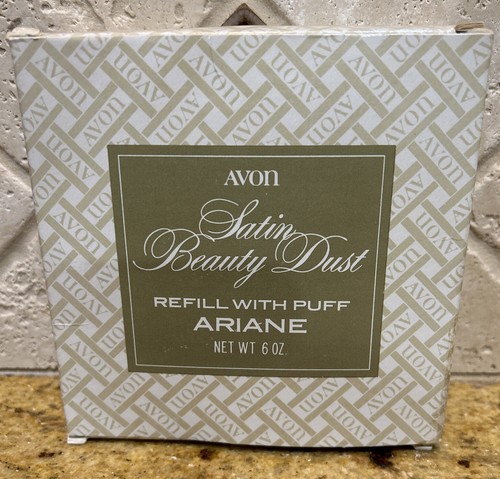 AVON
Satin
Beauty Dust
REFILL WITH PUFF
ARIANE
NET WT 6 OZ.